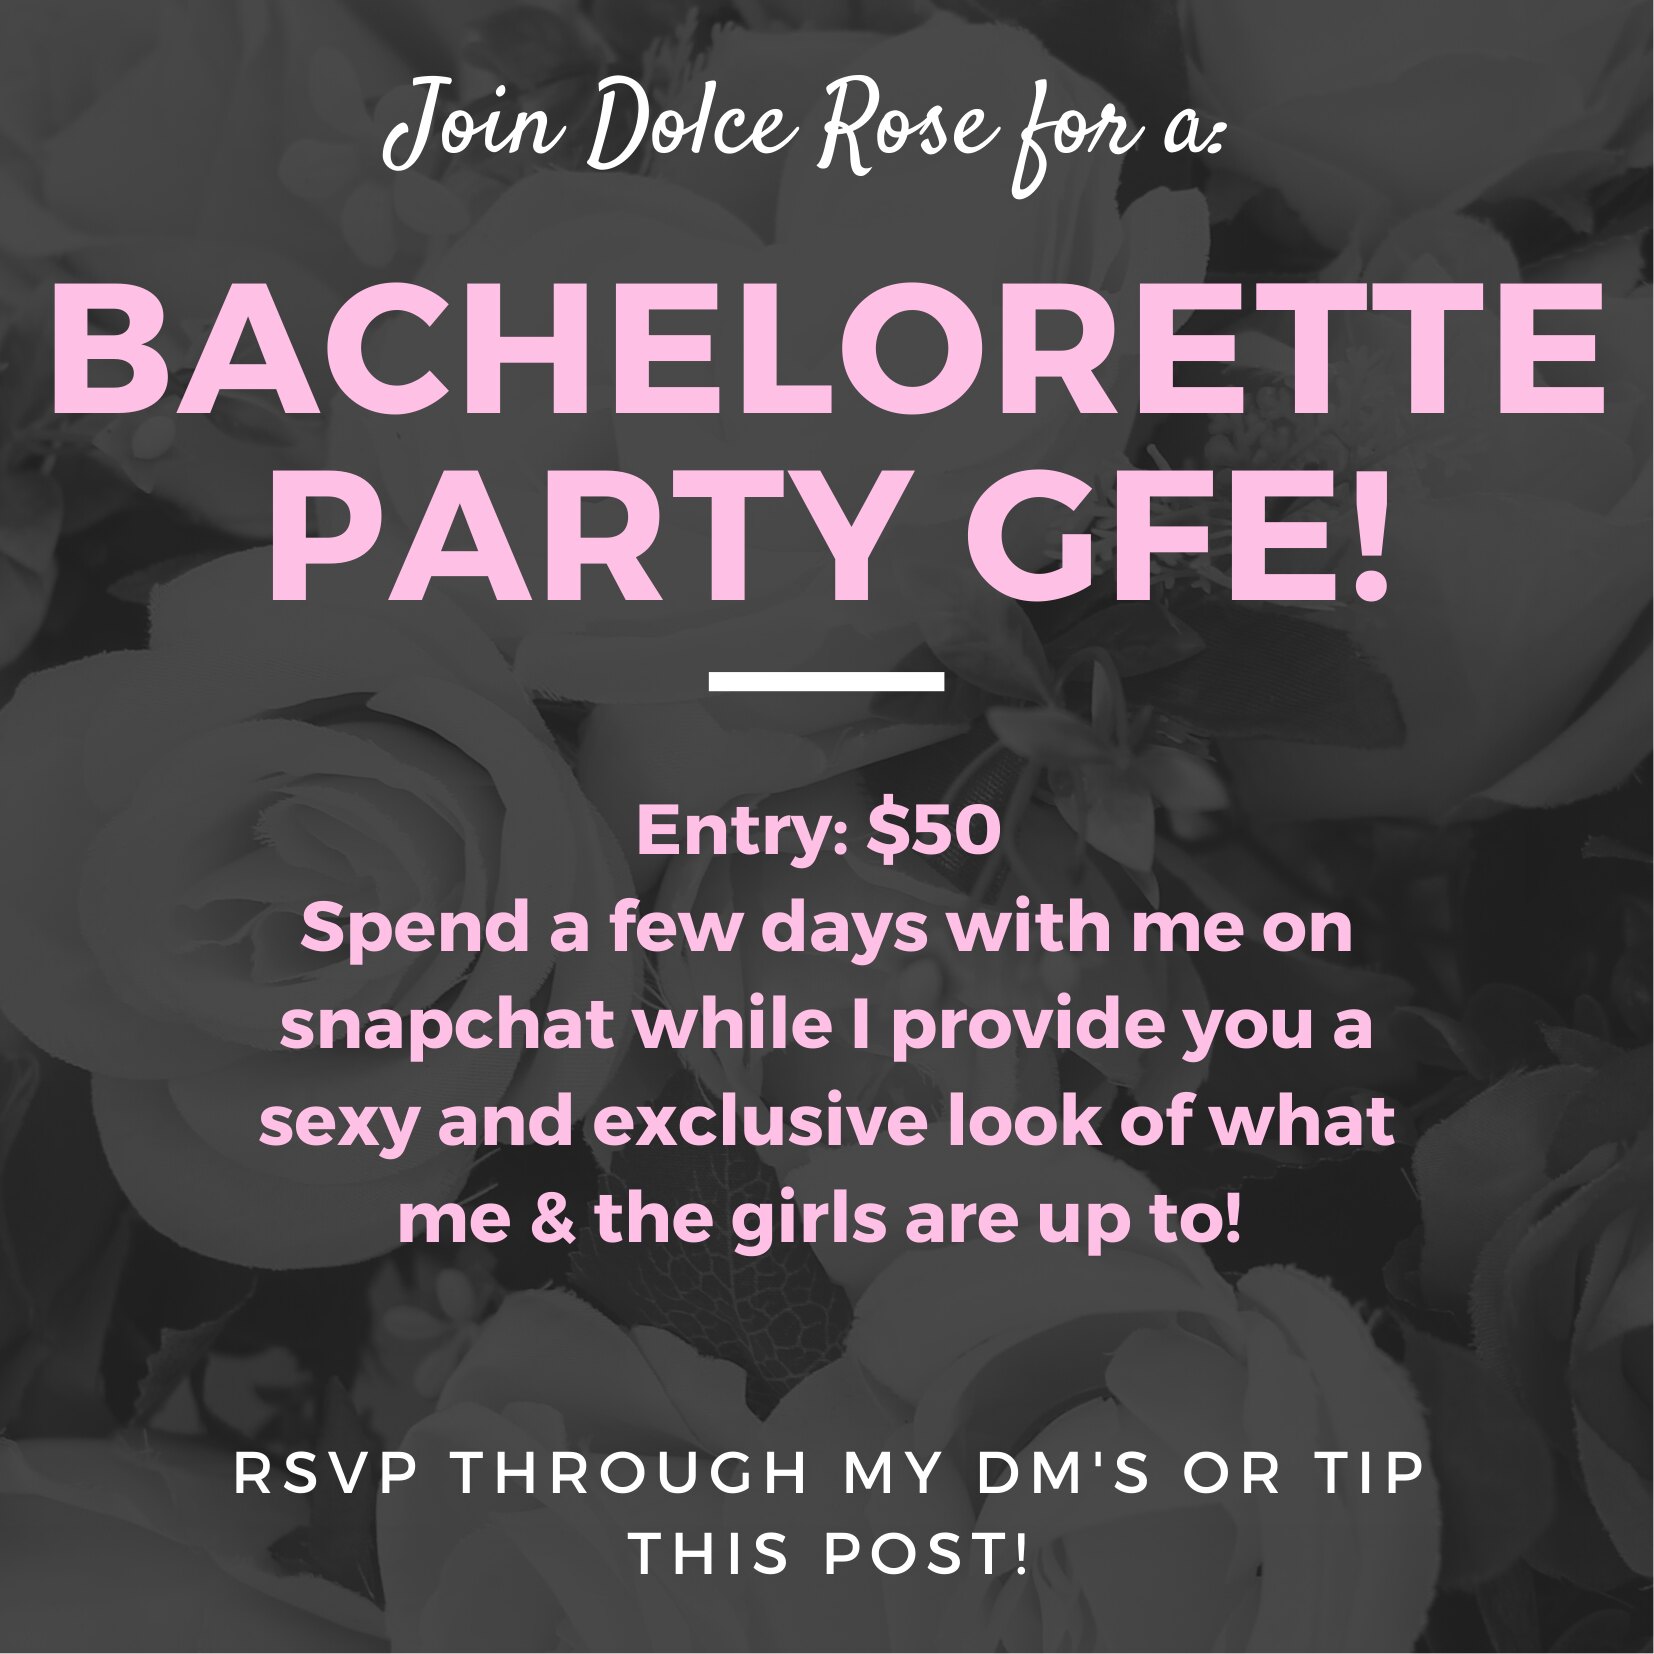 Join Dolce Rose for a:
BACHELORETTE
PARTY GFE!
Entry: $50
Spend a few days with me on
snapchat while I provide you a
sexy and exclusive look of what
me & the girls are up to!
RSVP THROUGH MY DM'S OR TIP
THIS POST!